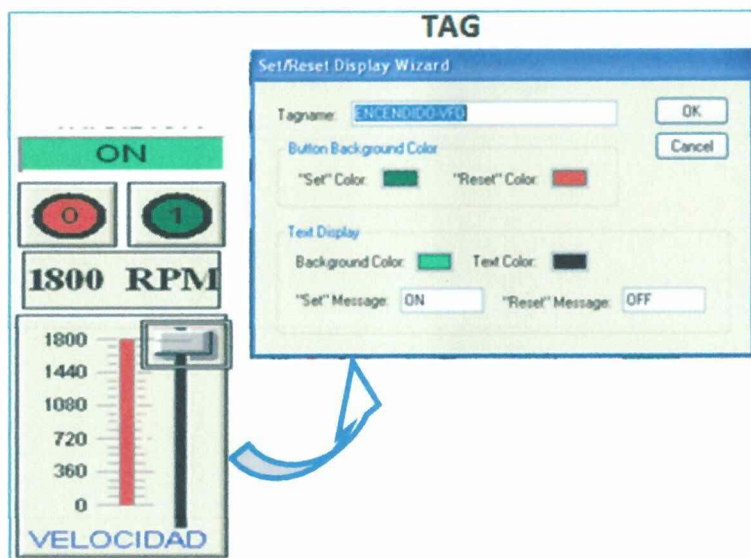 TAG
Set/Reset Display Wizard
Tagname: ENCENDIDO-VFD
OK
Cancel
Button Background Color
"Set" Color: "Reset" Color:
Text Display
Background Color: Text Color:
"Set" Message: ON "Reset" Message: OFF
ON
0 1
1800 RPM
1800
1440
1080
720
360
0
VELOCIDAD